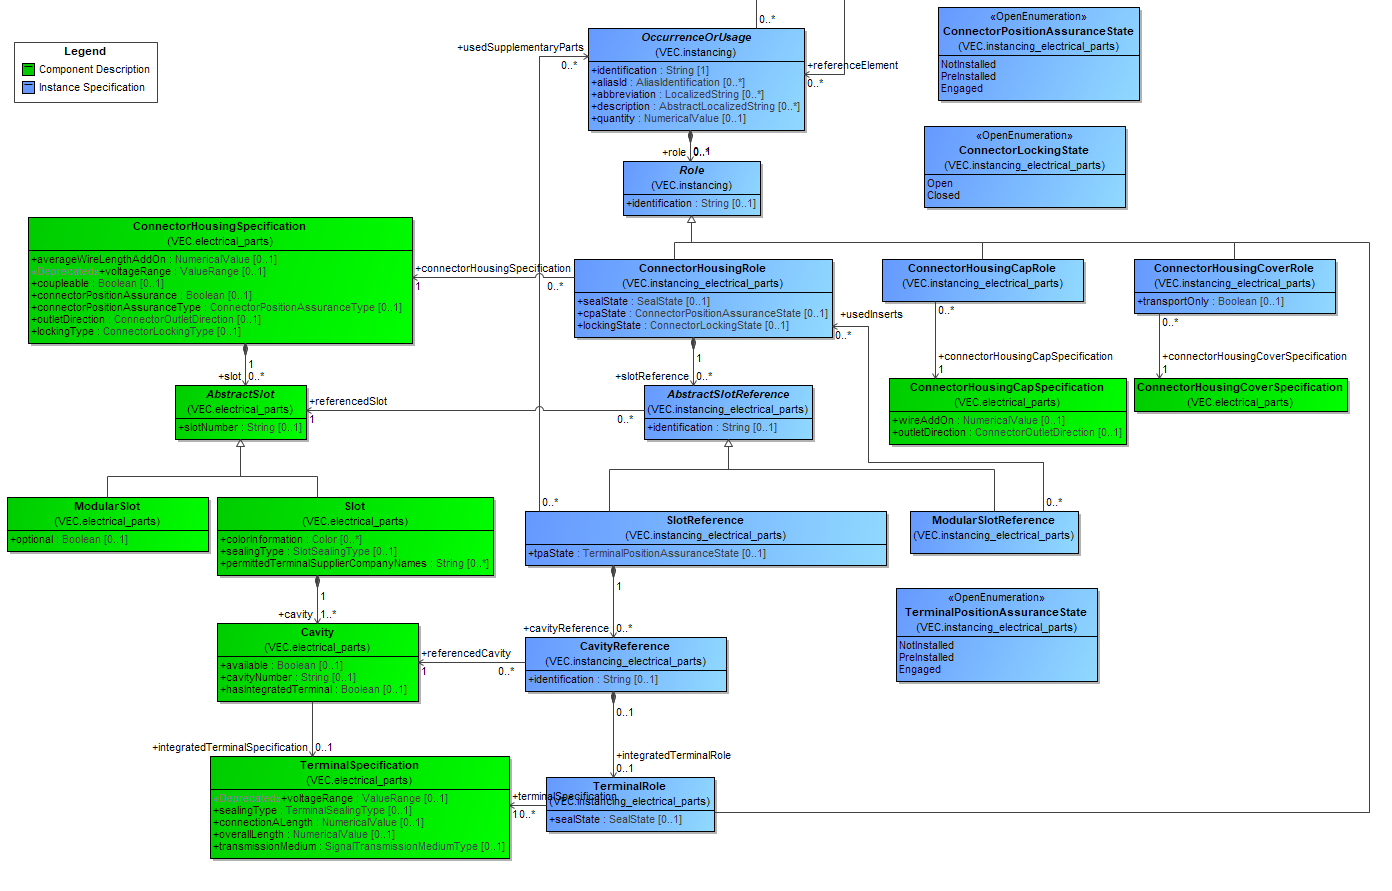 Legend
Component Description
Instance Specification
0..*
+usedSupplementaryParts
0..*
OccurrenceOrUsage
(VEC.instancing)
+identification : String [1]
+aliasId : AliasIdentification [0..*]
+abbreviation : LocalizedString [0..*]
+description : AbstractLocalizedString [0..*]
+quantity : NumericalValue [0..1]
+referenceElement
0..*
«OpenEnumeration»
ConnectorPositionAssuranceState
(VEC.instancing_electrical_parts)
NotInstalled
PreInstalled
Engaged
«OpenEnumeration»
ConnectorLockingState
(VEC.instancing_electrical_parts)
Open
Closed
+role
0..1
Role
(VEC.instancing)
+identification : String [0..1]
ConnectorHousingSpecification
(VEC.electrical_parts)
+averageWireLengthAddOn : NumericalValue [0..1]
«Deprecated»+voltageRange : ValueRange [0..1]
+coupleable : Boolean [0..1]
+connectorPositionAssurance : Boolean [0..1]
+connectorPositionAssuranceType : ConnectorPositionAssuranceType [0..1]
+outletDirection : ConnectorOutletDirection [0..1]
+lockingType : ConnectorLockingType [0..1]
+connectorHousingSpecification
1
0..*
ConnectorHousingRole
(VEC.instancing_electrical_parts)
+sealState : SealState [0..1]
+cpaState : ConnectorPositionAssuranceState [0..1]
+lockingState : ConnectorLockingState [0..1]
ConnectorHousingCapRole
(VEC.instancing_electrical_parts)
ConnectorHousingCoverRole
(VEC.instancing_electrical_parts)
+transportOnly : Boolean [0..1]
+usedInserts
0..*
0..*
0..*
1
+slot
0..*
1
+slotReference
0..*
+connectorHousingCapSpecification
1
+connectorHousingCoverSpecification
1
AbstractSlot
(VEC.electrical_parts)
+slotNumber : String [0..1]
+referencedSlot
1
0..*
AbstractSlotReference
(VEC.instancing_electrical_parts)
+identification : String [0..1]
ConnectorHousingCapSpecification
(VEC.electrical_parts)
+wireAddOn : NumericalValue [0..1]
+outletDirection : ConnectorOutletDirection [0..1]
ConnectorHousingCoverSpecification
(VEC.electrical_parts)
ModularSlot
(VEC.electrical_parts)
+optional : Boolean [0..1]
Slot
(VEC.electrical_parts)
+colorInformation : Color [0..*]
+sealingType : SlotSealingType [0..1]
+permittedTerminalSupplierCompanyNames : String [0..*]
0..*
SlotReference
(VEC.instancing_electrical_parts)
+tpaState : TerminalPositionAssuranceState [0..1]
0..*
ModularSlotReference
(VEC.instancing_electrical_parts)
1
+cavity
1..*
1
+cavityReference
0..*
«OpenEnumeration»
TerminalPositionAssuranceState
(VEC.instancing_electrical_parts)
NotInstalled
PreInstalled
Engaged
Cavity
(VEC.electrical_parts)
+available : Boolean [0..1]
+cavityNumber : String [0..1]
+hasIntegratedTerminal : Boolean [0..1]
+referencedCavity
1
0..*
CavityReference
(VEC.instancing_electrical_parts)
+identification : String [0..1]
0..1
+integratedTerminalSpecification
0..1
+integratedTerminalRole
0..1
TerminalSpecification
(VEC.electrical_parts)
«Deprecated»+voltageRange : ValueRange [0..1]
+sealingType : TerminalSealingType [0..1]
+connectionALength : NumericalValue [0..1]
+overallLength : NumericalValue [0..1]
+transmissionMedium : SignalTransmissionMediumType [0..1]
+terminalSpecification
1
0..*
TerminalRole
(VEC.instancing_electrical_parts)
+sealState : SealState [0..1]